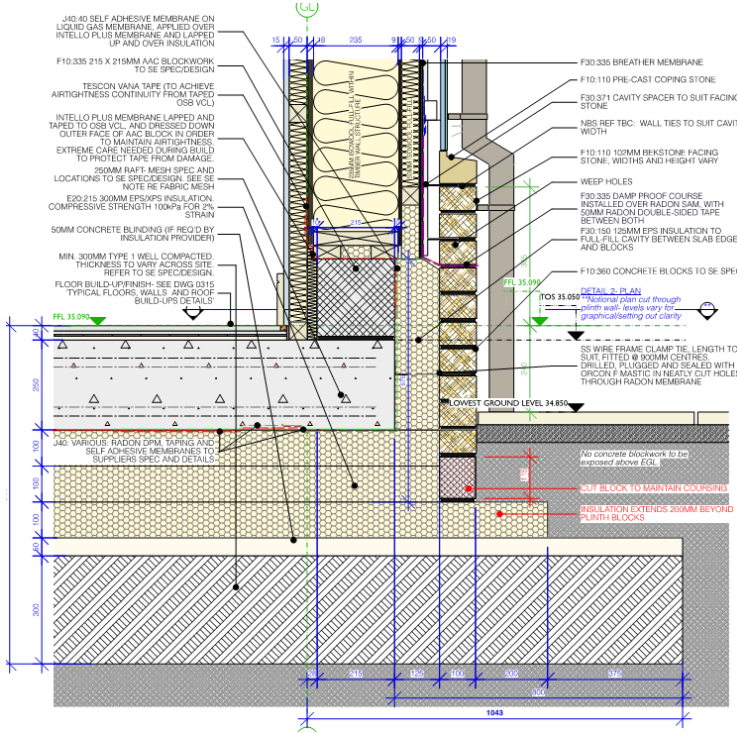 GL
J40:40 SELF ADHESIVE MEMBRANE ON
LIQUID GAS MEMBRANE, APPLIED OVER
INTELLO PLUS MEMBRANE AND LAPPED
UP AND OVER INSULATION
F10:335 215 X 215MM AAC BLOCKWORK
TO SE SPEC/DESIGN
TESCON VANA TAPE (TO ACHIEVE
AIRTIGHTNESS CONTINUITY FROM TAPED
OSB VCL)
INTELLO PLUS MEMBRANE LAPPED AND
TAPED TO OSB VCL, AND DRESSED DOWN
OUTER FACE OF AAC BLOCK IN ORDER
TO MAINTAIN AIRTIGHTNESS.
EXTREME CARE NEEDED DURING BUILD
TO PROTECT TAPE FROM DAMAGE.
250MM RAFT- MESH SPEC AND
LOCATIONS TO SE SPEC/DESIGN. SEE SE
NOTE RE FABRIC MESH
E20:215 300MM EPS/XPS INSULATION.
COMPRESSIVE STRENGTH 100kPa FOR 2%
STRAIN
50MM CONCRETE BLINDING (IF REQ'D BY
INSULATION PROVIDER)
MIN. 300MM TYPE 1 WELL COMPACTED.
THICKNESS TO VARY ACROSS SITE.
REFER TO SE SPEC/DESIGN.
FLOOR BUILD-UP/FINISH- SEE DWG 0315
'TYPICAL FLOORS, WALLS, AND ROOF
BUILD-UPS DETAILS'
FFL 35.090
J40: VARIOUS: RADON DPM, TAPING AND
SELF ADHESIVE MEMBRANES TO
SUPPLIERS SPEC AND DETAILS
15 50 18 235 9 50 50 19
TIMBER WALL STRUCTURE
215
F30:335 BREATHER MEMBRANE
F10:110 PRE-CAST COPING STONE
F30:371 CAVITY SPACER TO SUIT FACING
STONE
NBS REF TBC: WALL TIES TO SUIT CAVIT
WIDTH
F10:110 102MM BEKSTONE FACING
STONE, WIDTHS AND HEIGHT VARY
WEEP HOLES
F30:335 DAMP PROOF COURSE
INSTALLED OVER RADON SAM, WITH
50MM RADON DOUBLE-SIDED TAPE
BETWEEN BOTH
F30:150 125MM EPS INSULATION TO
FULL-FILL CAVITY BETWEEN SLAB EDGE
AND BLOCKS
F10:360 CONCRETE BLOCKS TO SE SPEC
FFL 35.090
TOS 35.050
DETAIL 2- PLAN
**Notional plan cut through
plinth wall- levels vary for
graphical/setting out clarity
SS WIRE FRAME CLAMP TIE, LENGTH TO
SUIT, FITTED @ 900MM CENTRES.
DRILLED, PLUGGED AND SEALED WITH
ORCON F MASTIC IN NEATLY CUT HOLES
THROUGH RADON MEMBRANE
LOWEST GROUND LEVEL 34.850
No concrete blockwork to be
exposed above EGL
CUT BLOCK TO MAINTAIN COURSING
INSULATION EXTENDS 200MM BEYOND
PLINTH BLOCKS
40
250
100
100
100
50
300
215 125 100 200 375
800
1043